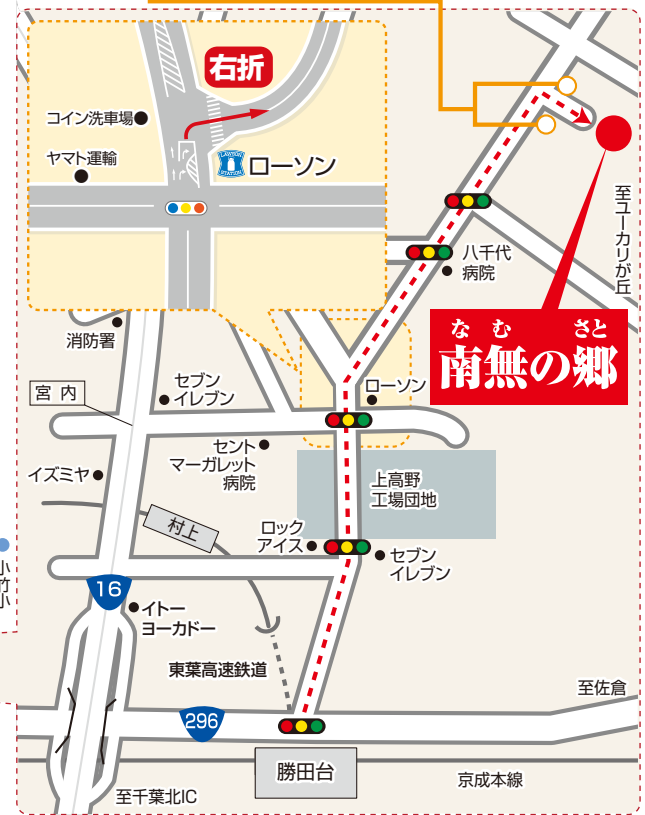 右折
コイン洗車場
ヤマト運輸
LAWSON
STATION
ローソン
至ユーカリが丘
八千代
病院
なむ さと
南無の郷
消防署
宮内
セブン
イレブン
ローソン
セント
マーガレット
病院
イズミヤ
上高野
工場団地
村上
ロック
アイス
セブン
イレブン
小竹小
16
イトー
ヨーカドー
東葉高速鉄道
至佐倉
296
勝田台
京成本線
至千葉北IC